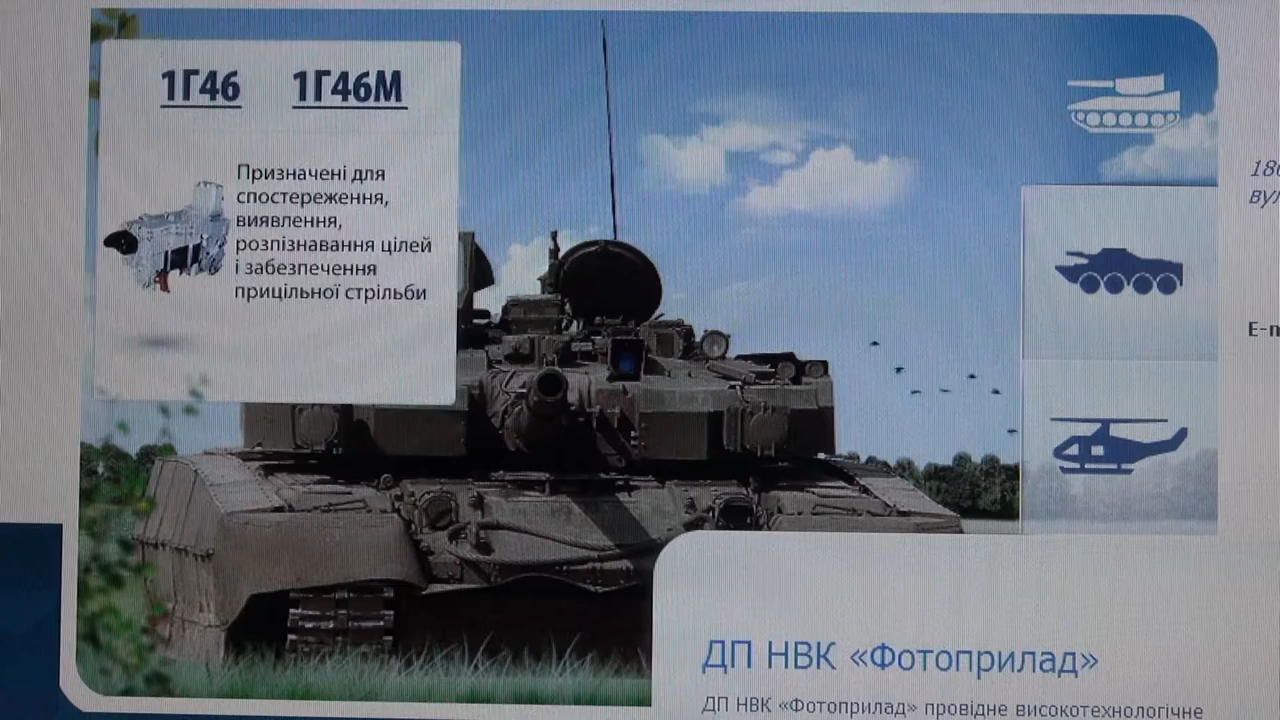 1Г46 1Г46М
Призначені для
спостереження,
виявлення,
розпізнавання цілей
і забезпечення
прицільної стрільби
ДП НВК «Фотоприлад»
ДП НВК «Фотоприлад» провідне високотехнологічне